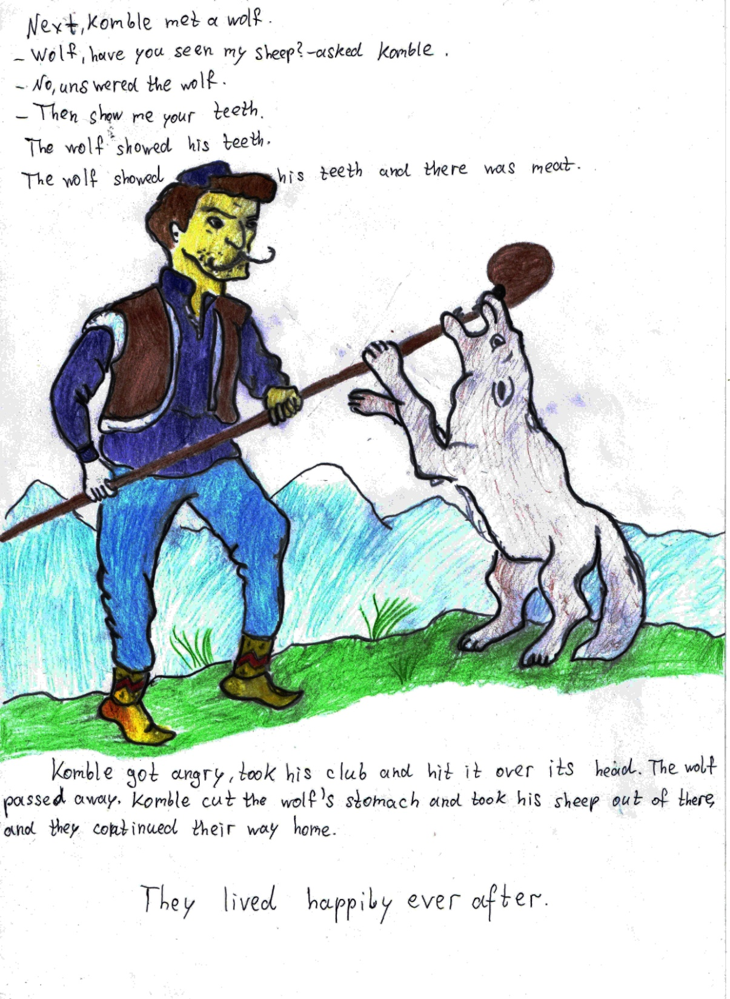 Next, Komble met a wolf.
- Wolf, have you seen my sheep? - asked Komble.
- No, unswered the wolf.
- Then show me your teeth.
The wolf showed his teeth.
The wolf showed his teeth and there was meat.
Komble got angry, took his club and hit it over its head. The wolf
passed away. Komble cut the wolf's stomach and took his sheep out of there,
and they continued their way home.
They lived happily ever after.